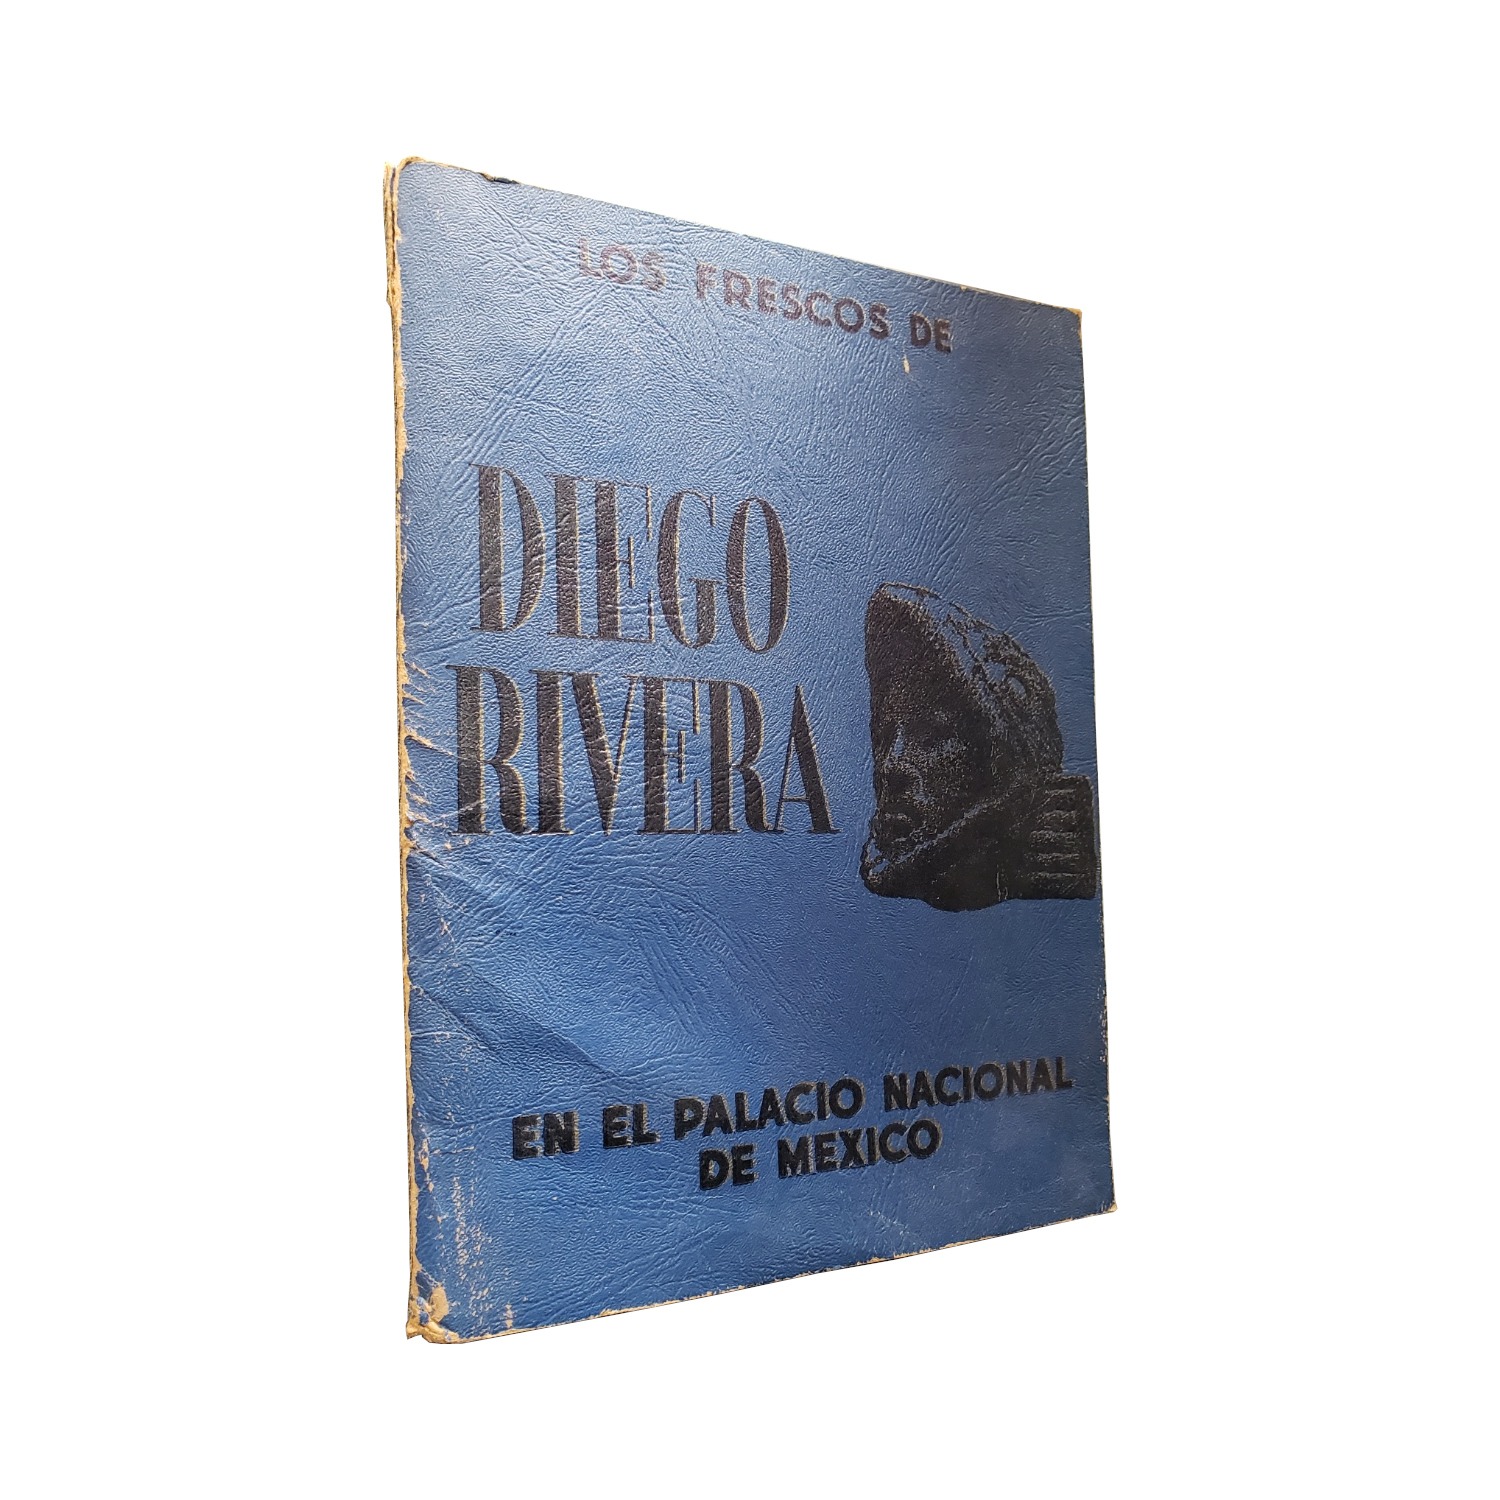 LOS FRESCOS DE
DIEGO
RIVERA
EN EL PALACIO NACIONAL
DE MEXICO